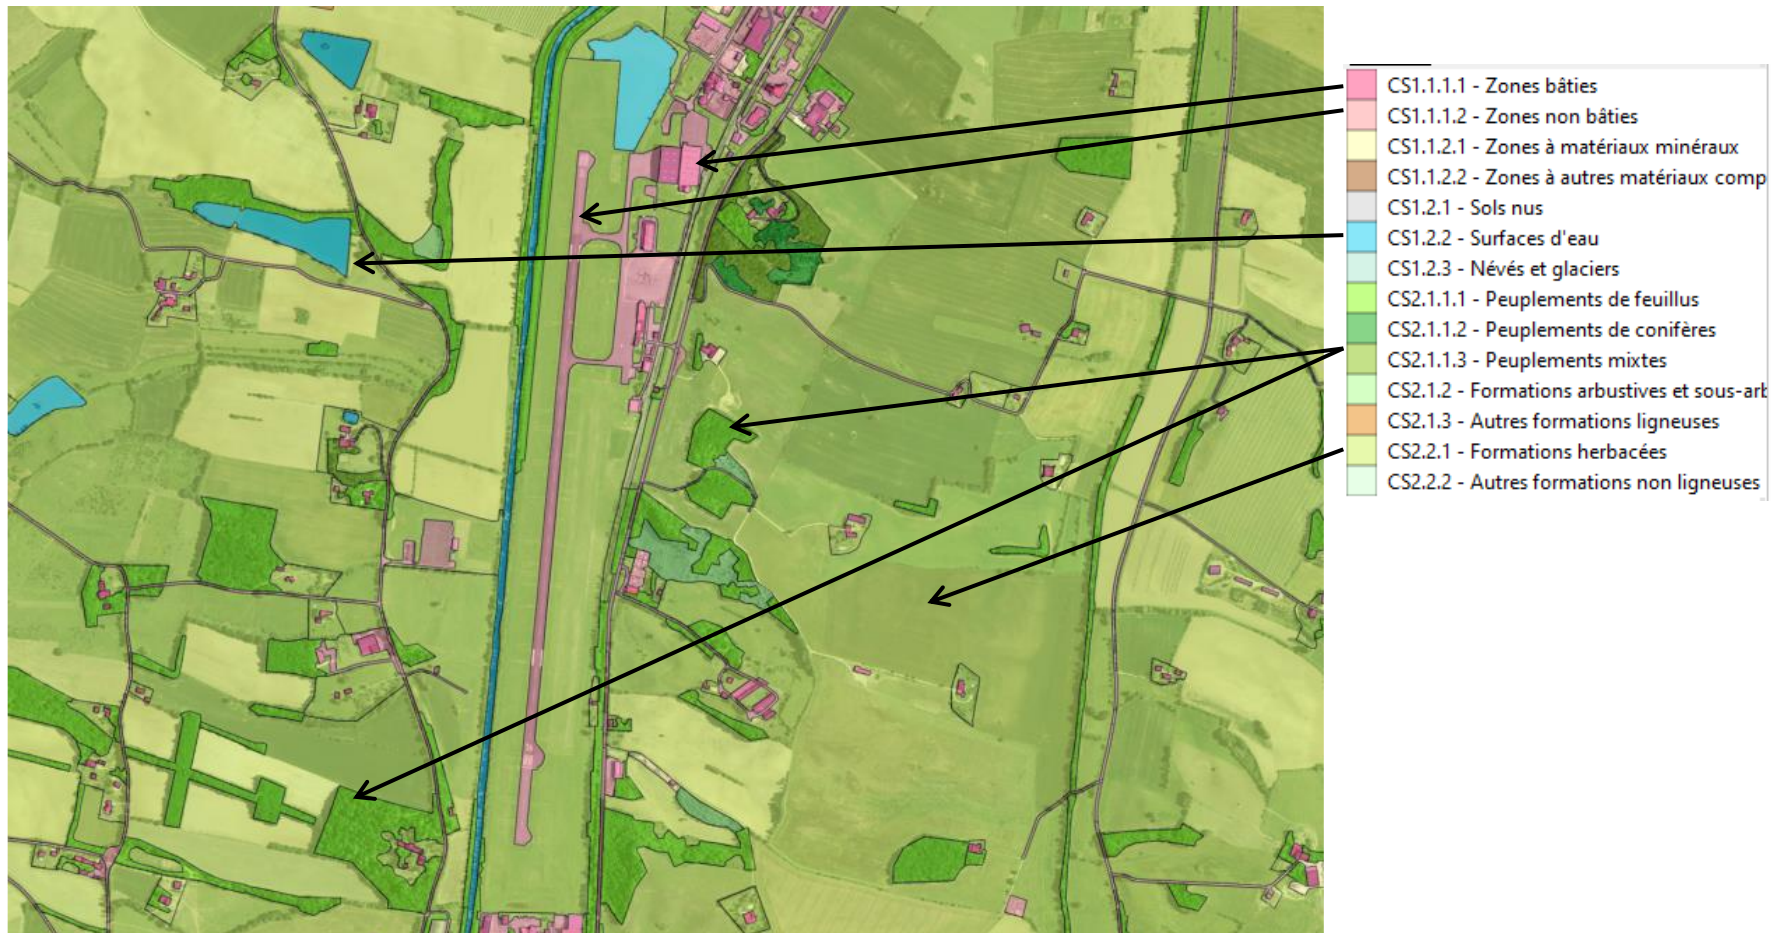 CS1.1.1.1 - Zones bâties
CS1.1.1.2 - Zones non bâties
CS1.1.2.1 - Zones à matériaux minéraux
CS1.1.2.2 - Zones à autres matériaux comp
CS1.2.1 - Sols nus
CS1.2.2 - Surfaces d'eau
CS1.2.3 - Névés et glaciers
CS2.1.1.1 - Peuplements de feuillus
CS2.1.1.2 - Peuplements de conifères
CS2.1.1.3 - Peuplements mixtes
CS2.1.2 - Formations arbustives et sous-arb
CS2.1.3 - Autres formations ligneuses
CS2.2.1 - Formations herbacées
CS2.2.2 - Autres formations non ligneuses